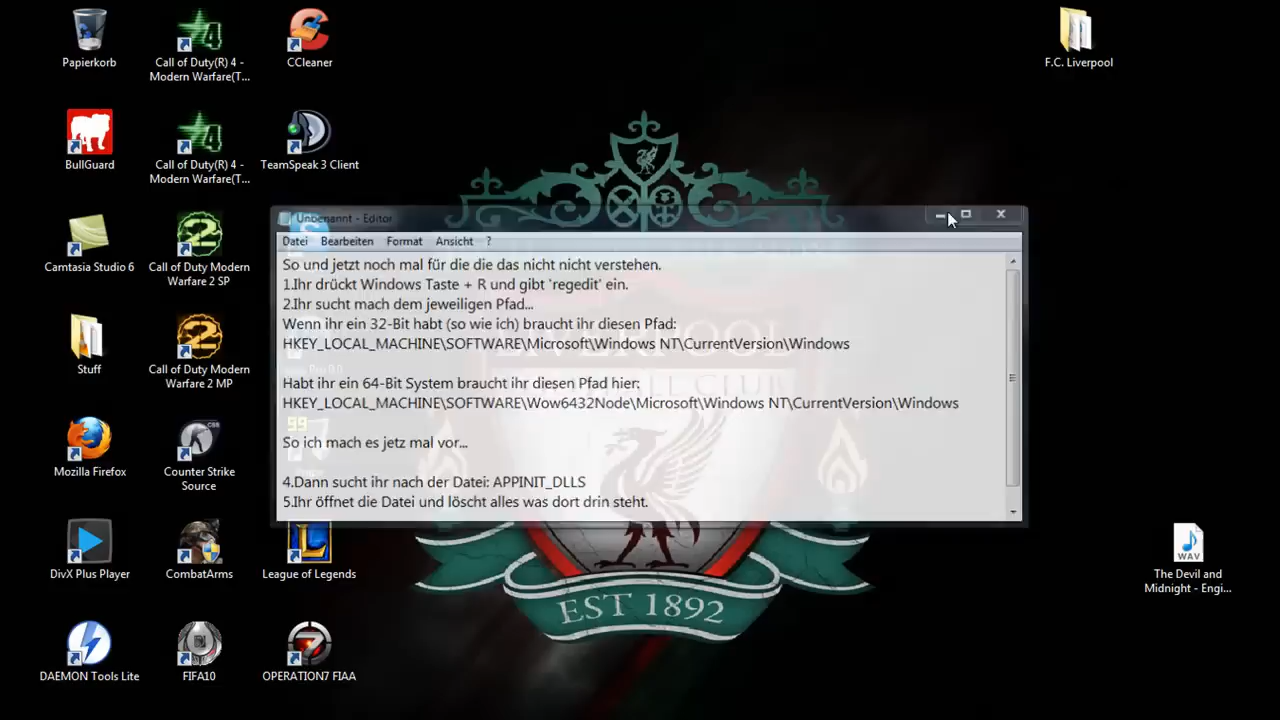 Papierkorb
Call of Duty(R) 4 -
Modern Warfare(T...
CCleaner
F.C. Liverpool
BullGuard
Call of Duty(R) 4 -
Modern Warfare(T...
TeamSpeak 3 Client
Camtasia Studio 6
Call of Duty Modern
Warfare 2 SP
Stuff
Call of Duty Modern
Warfare 2 MP
Mozilla Firefox
Counter Strike
Source
DivX Plus Player
CombatArms
League of Legends
DAEMON Tools Lite
FIFA10
OPERATION7 FIAA
The Devil and
Midnight - Engi...
Unbenannt - Editor
Datei Bearbeiten Format Ansicht ?
So und jetzt noch mal für die die das nicht nicht verstehen.
1.Ihr drückt Windows Taste + R und gibt 'regedit' ein.
2.Ihr sucht mach dem jeweiligen Pfad...
Wenn ihr ein 32-Bit habt (so wie ich) braucht ihr diesen Pfad:
HKEY_LOCAL_MACHINE\SOFTWARE\Microsoft\Windows NT\CurrentVersion\Windows
Habt ihr ein 64-Bit System braucht ihr diesen Pfad hier:
HKEY_LOCAL_MACHINE\SOFTWARE\Wow6432Node\Microsoft\Windows NT\CurrentVersion\Windows
So ich mach es jetz mal vor...
4.Dann sucht ihr nach der Datei: APPINIT_DLLS
5.Ihr öffnet die Datei und löscht alles was dort drin steht.
LIVERPOOL
CLUB
EST 1892
WAV
99